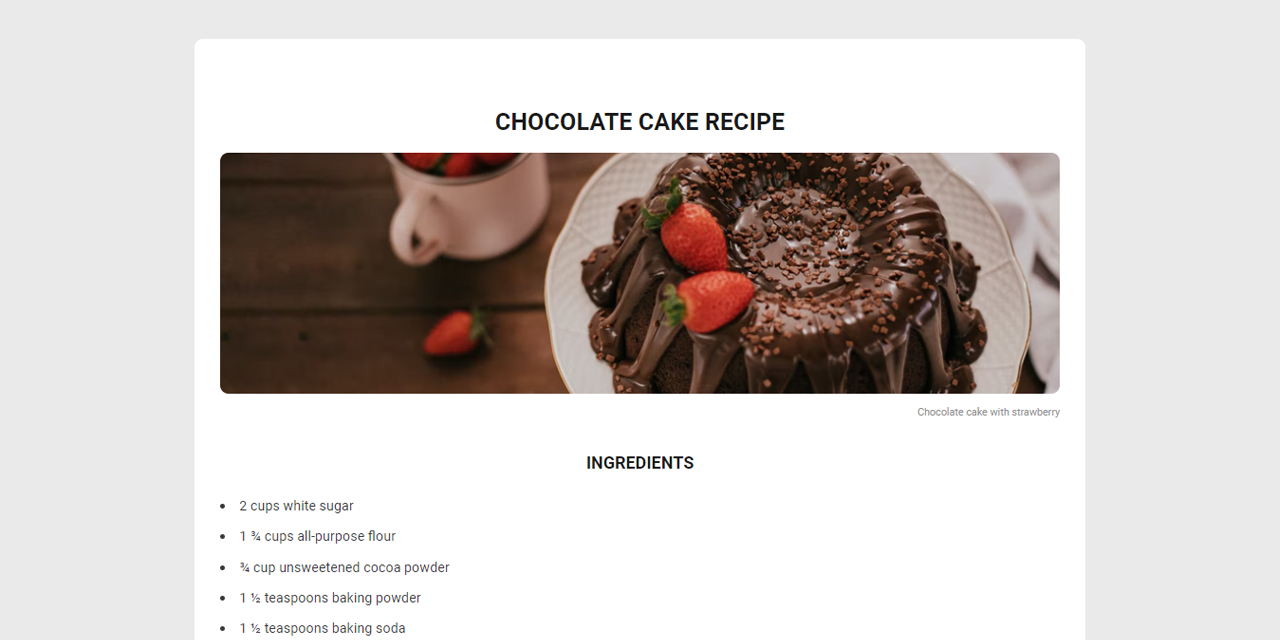 CHOCOLATE CAKE RECIPE
Chocolate cake with strawberry
INGREDIENTS
2 cups white sugar
1 ¾ cups all-purpose flour
¾ cup unsweetened cocoa powder
1 ½ teaspoons baking powder
1 ½ teaspoons baking soda